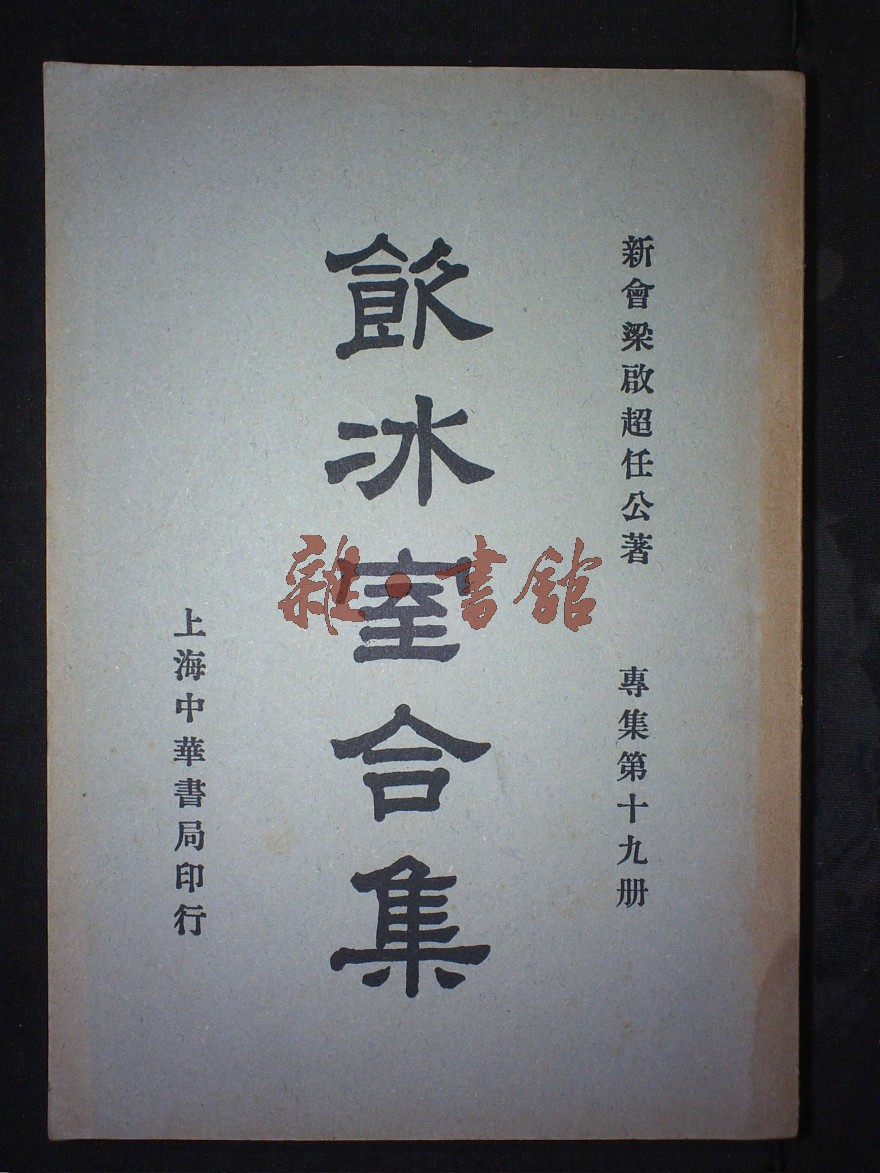 新會梁啟超任公著
專集第十九册
飲冰室合集
上海中華書局印行
雜·書館